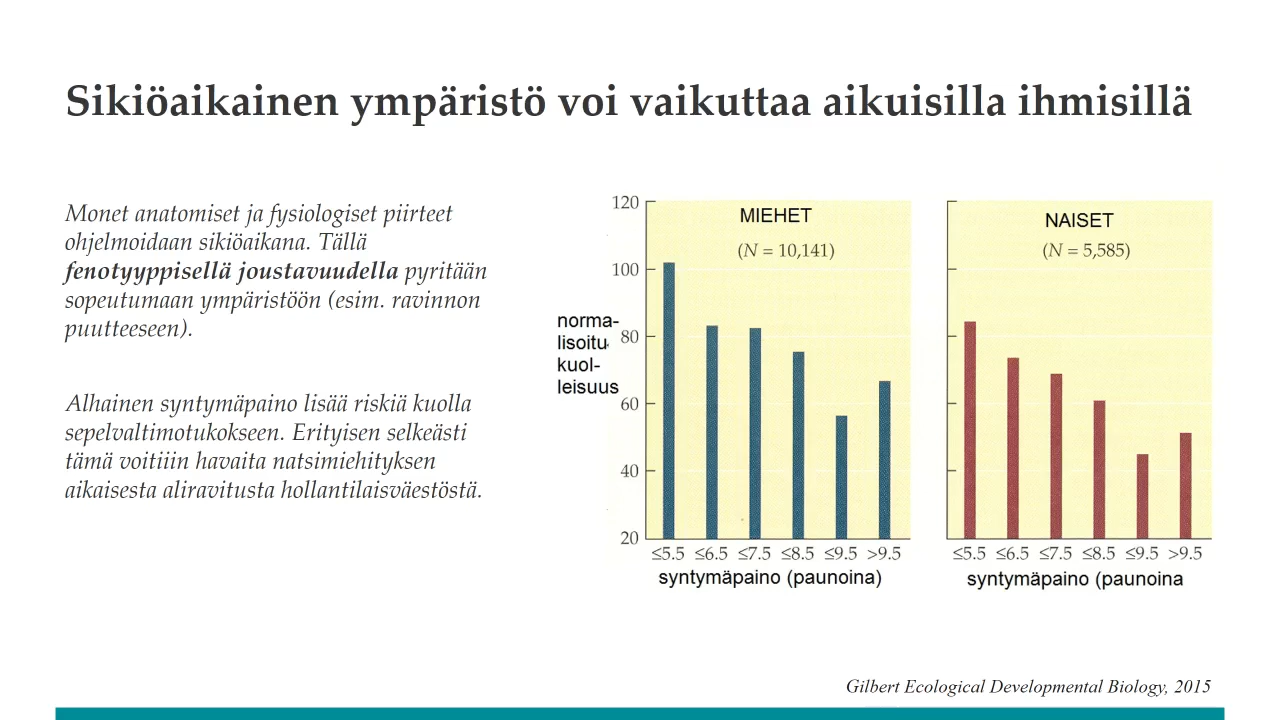 Sikiöaikainen ympäristö voi vaikuttaa aikuisilla ihmisillä
Monet anatomiset ja fysiologiset piirteet
ohjelmoidaan sikiöaikana. Tällä
fenotyyppisellä joustavuudella pyritään
sopeutumaan ympäristöön (esim. ravinnon
puutteeseen).
Alhainen syntymäpaino lisää riskiä kuolla
sepelvaltimotukokseen. Erityisen selkeästi
tämä voitiiin havaita natsimiehityksen
aikaisesta aliravitusta hollantilaisväestöstä.
norma-
lisoitu
kuol-
leisuus
120
100
80
60
40
20
MIEHET
(N = 10,141)
≤5.5 ≤6.5 ≤7.5 ≤8.5 ≤9.5 >9.5
syntymäpaino (paunoina)
NAISET
(N = 5,585)
≤5.5 ≤6.5 ≤7.5 ≤8.5 ≤9.5 >9.5
syntymäpaino (paunoina
Gilbert Ecological Developmental Biology, 2015